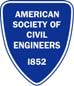 AMERICAN
SOCIETY OF
CIVIL
ENGINEERS
1852